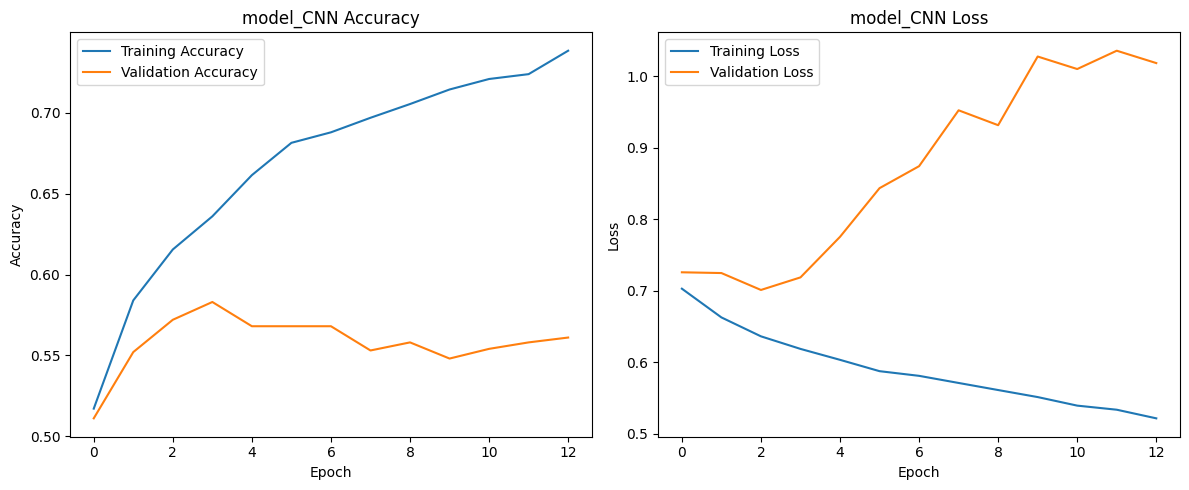 model_CNN Accuracy
Training Accuracy
Validation Accuracy
0.70
0.65
0.60
0.55
0.50
Accuracy
0 2 4 6 8 10 12
Epoch
model_CNN Loss
Training Loss
Validation Loss
1.0
0.9
0.8
0.7
0.6
0.5
Loss
0 2 4 6 8 10 12
Epoch